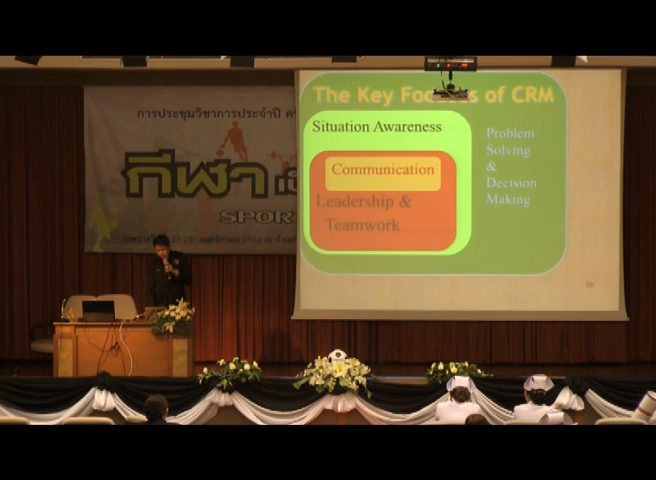 การประชุมวิชาการประจำปี
กีฬา
SPOR
The Key Fo s of CRM
Situation Awareness
Communication
Leadership &
Teamwork
Problem
Solving
&
Decision
Making